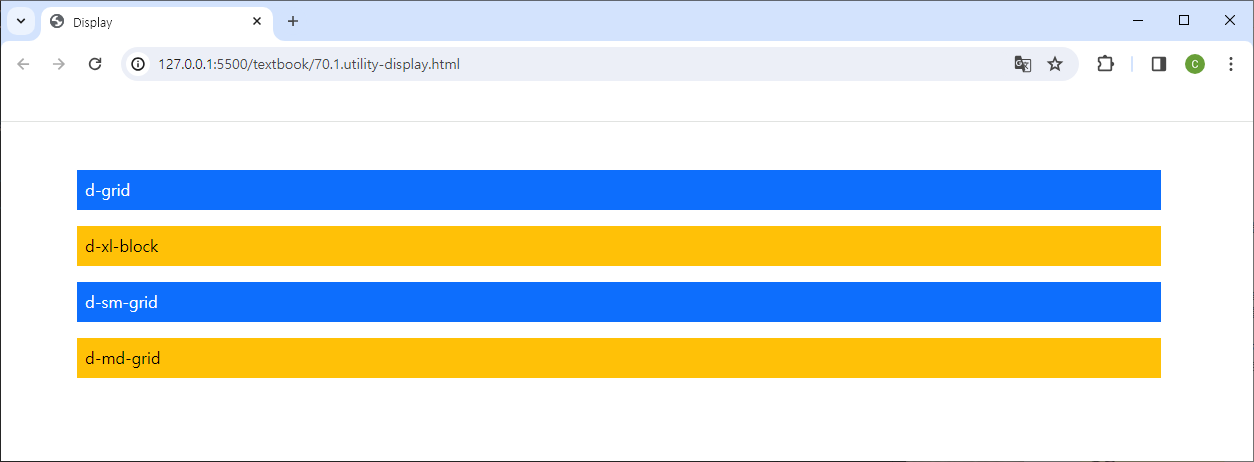 Display
127.0.0.1:5500/textbook/70.1.utility-display.html
C
d-grid
d-xl-block
d-sm-grid
d-md-grid